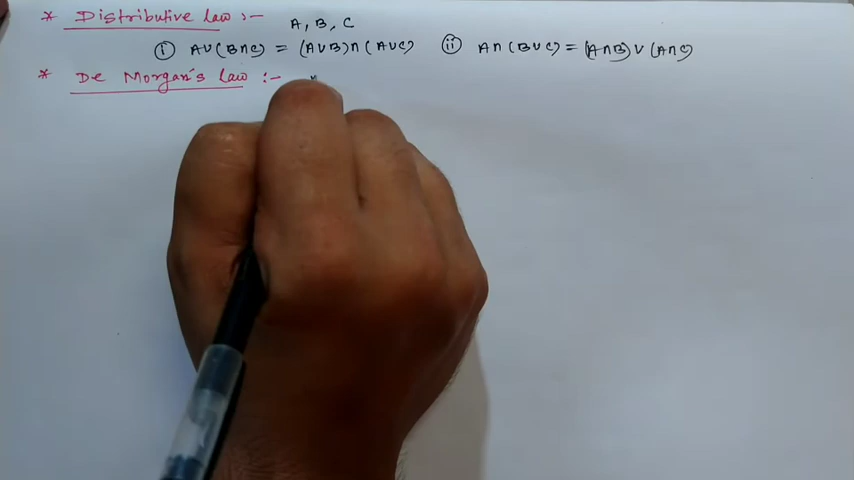 * Distributive Law :- A, B, C
(i) A∪(B∩C) = (A∪B)∩(A∪C) (ii) A∩(B∪C) = (A∩B)∪(A∩C)
* De Morgan's Law :-